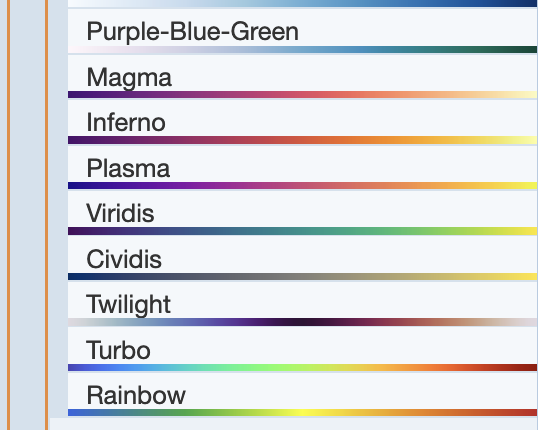 Purple-Blue-Green
Magma
Inferno
Plasma
Viridis
Cividis
Twilight
Turbo
Rainbow